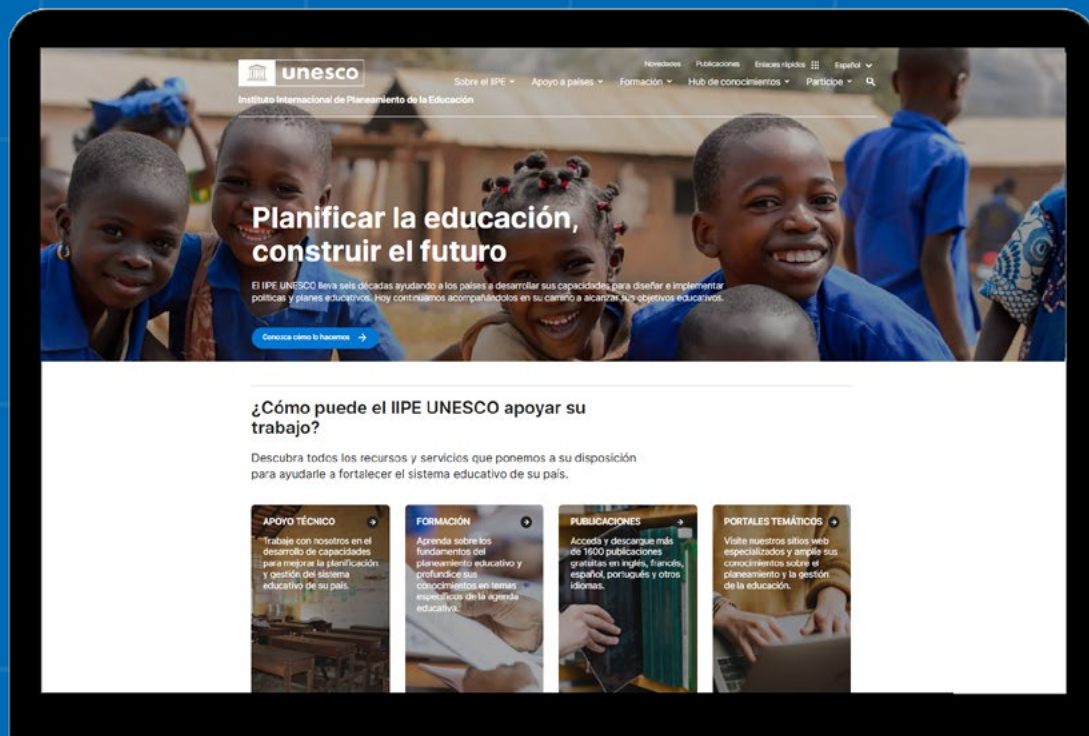 unesco
Novedades Publicaciones Enlaces rápidos Español
Sobre el IIPE Apoyo a países Formación Hub de conocimientos Participe
Instituto Internacional de Planeamiento de la Educación
Planificar la educación,
construir el futuro
El IIPE UNESCO lleva seis décadas ayudando a los países a desarrollar sus capacidades para diseñar e implementar
políticas y planes educativos. Hoy continuamos acompañándolos en su camino a alcanzar sus objetivos educativos.
Conozca cómo lo hacemos
¿Cómo puede el IIPE UNESCO apoyar su
trabajo?
Descubra todos los recursos y servicios que ponemos a su disposición
para ayudarle a fortalecer el sistema educativo de su país.
APOYO TÉCNICO
Trabaje con nosotros en el
desarrollo de capacidades
para mejorar la planificación
y gestión del sistema
educativo de su país.
FORMACIÓN
Aprenda sobre los
fundamentos del
planeamiento educativo y
profundice sus
conocimientos en temas
específicos de la agenda
educativa.
PUBLICACIONES
Acceda y descargue más
de 1600 publicaciones
gratuitas en inglés, francés,
español, portugués y otros
idiomas.
PORTALES TEMÁTICOS
Visite nuestros sitios web
especializados y amplíe sus
conocimientos sobre el
planeamiento y la gestión
de la educación.